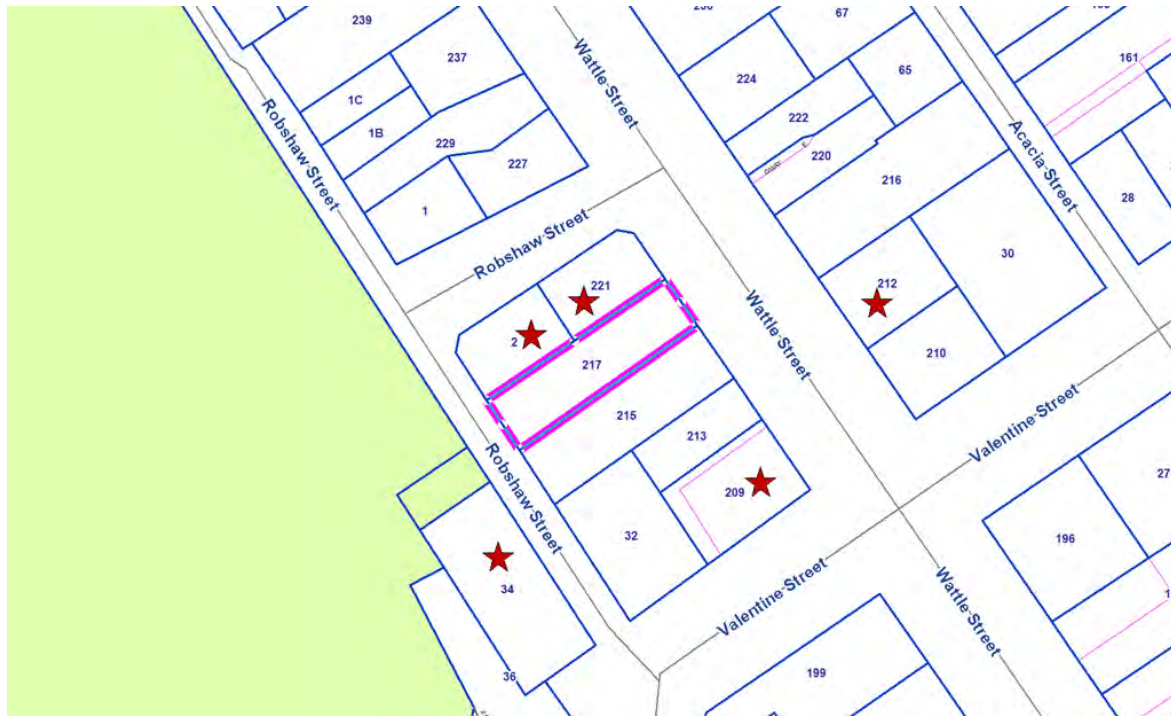 239
67
237
224
65
161
1C
Wattle Street
1B
222
229
220
Acacia Street
Robshaw Street
227
216
28
1
Robshaw Street
30
221
212
2
Wattle Street
217
210
215
Valentine Street
213
Robshaw Street
209
27
32
196
34
Valentine Street
Wattle Street
36
199